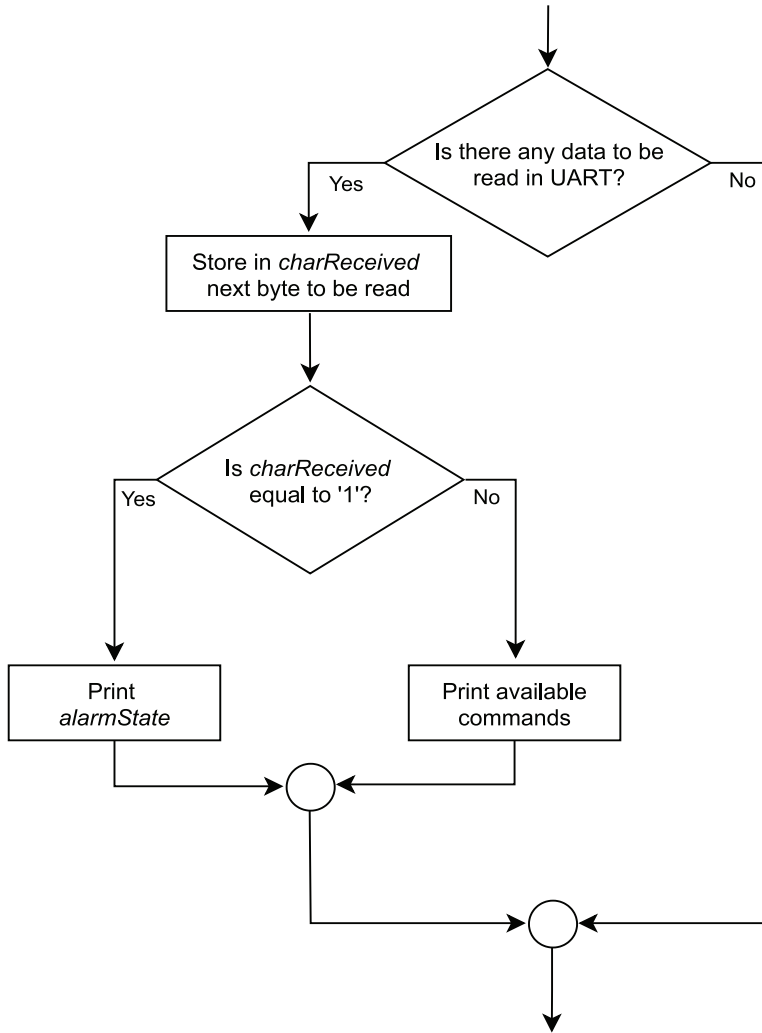 Is there any data to be
read in UART?
Yes
No
Store in charReceived
next byte to be read
Is charReceived
equal to '1'?
Yes
No
Print
alarmState
Print available
commands